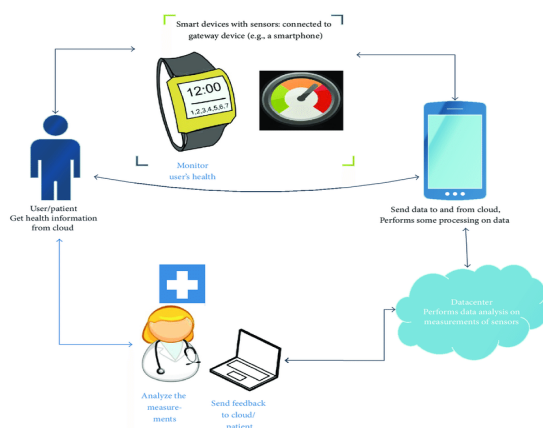 Smart devices with sensors: connected to
gateway device (e.g., a smartphone)
12:00
1,2,3,4,5,6,7
Monitor
user's health
User/patient
Get health information
from cloud
Send data to and from cloud,
Performs some processing on data
Datacenter
Performs data analysis on
measurements of sensors
Analyze the
measure-
ments
Send feedback
to cloud/
patient